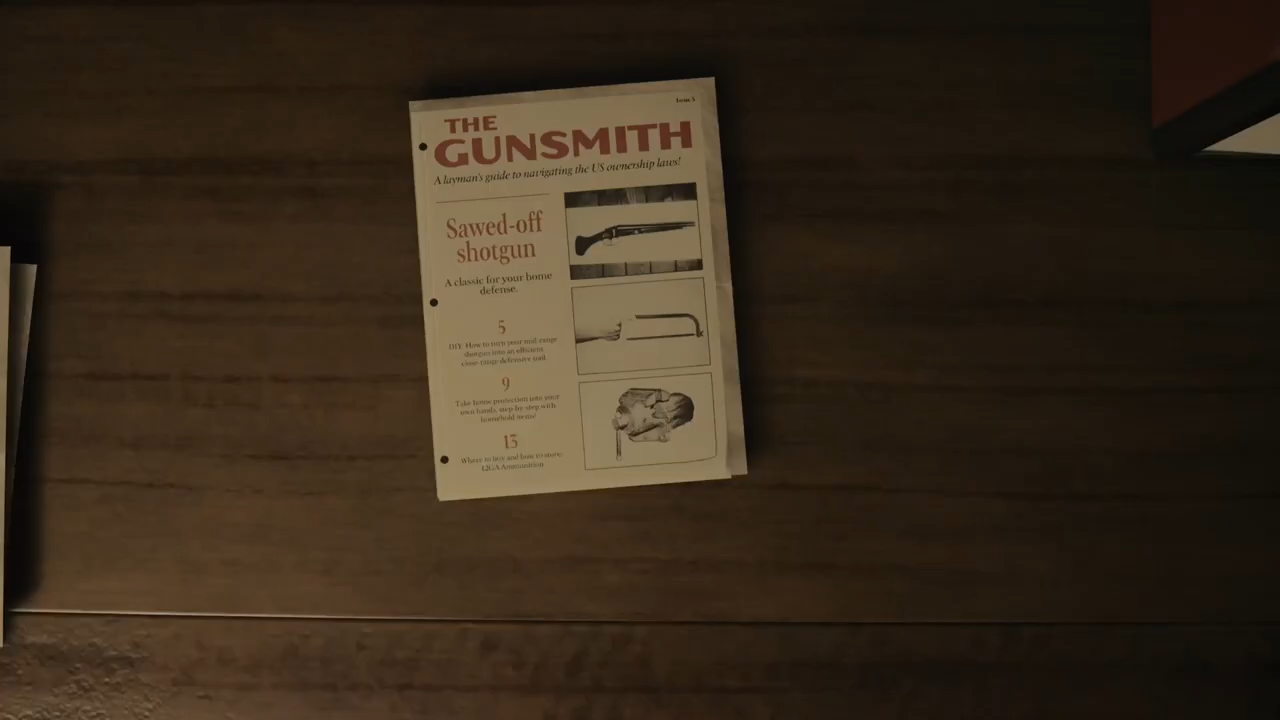 Issue 5
THE
GUNSMITH
A layman's guide to navigating the US ownership laws!
Sawed-off
shotgun
A classic for your home
defense.
5
DIY How to turn your mid-range
shotgun into an efficient
close-range defensive tool.
9
Take home protection into your
own hands, step by step with
household items!
13
Where to buy and how to store
Ammunition